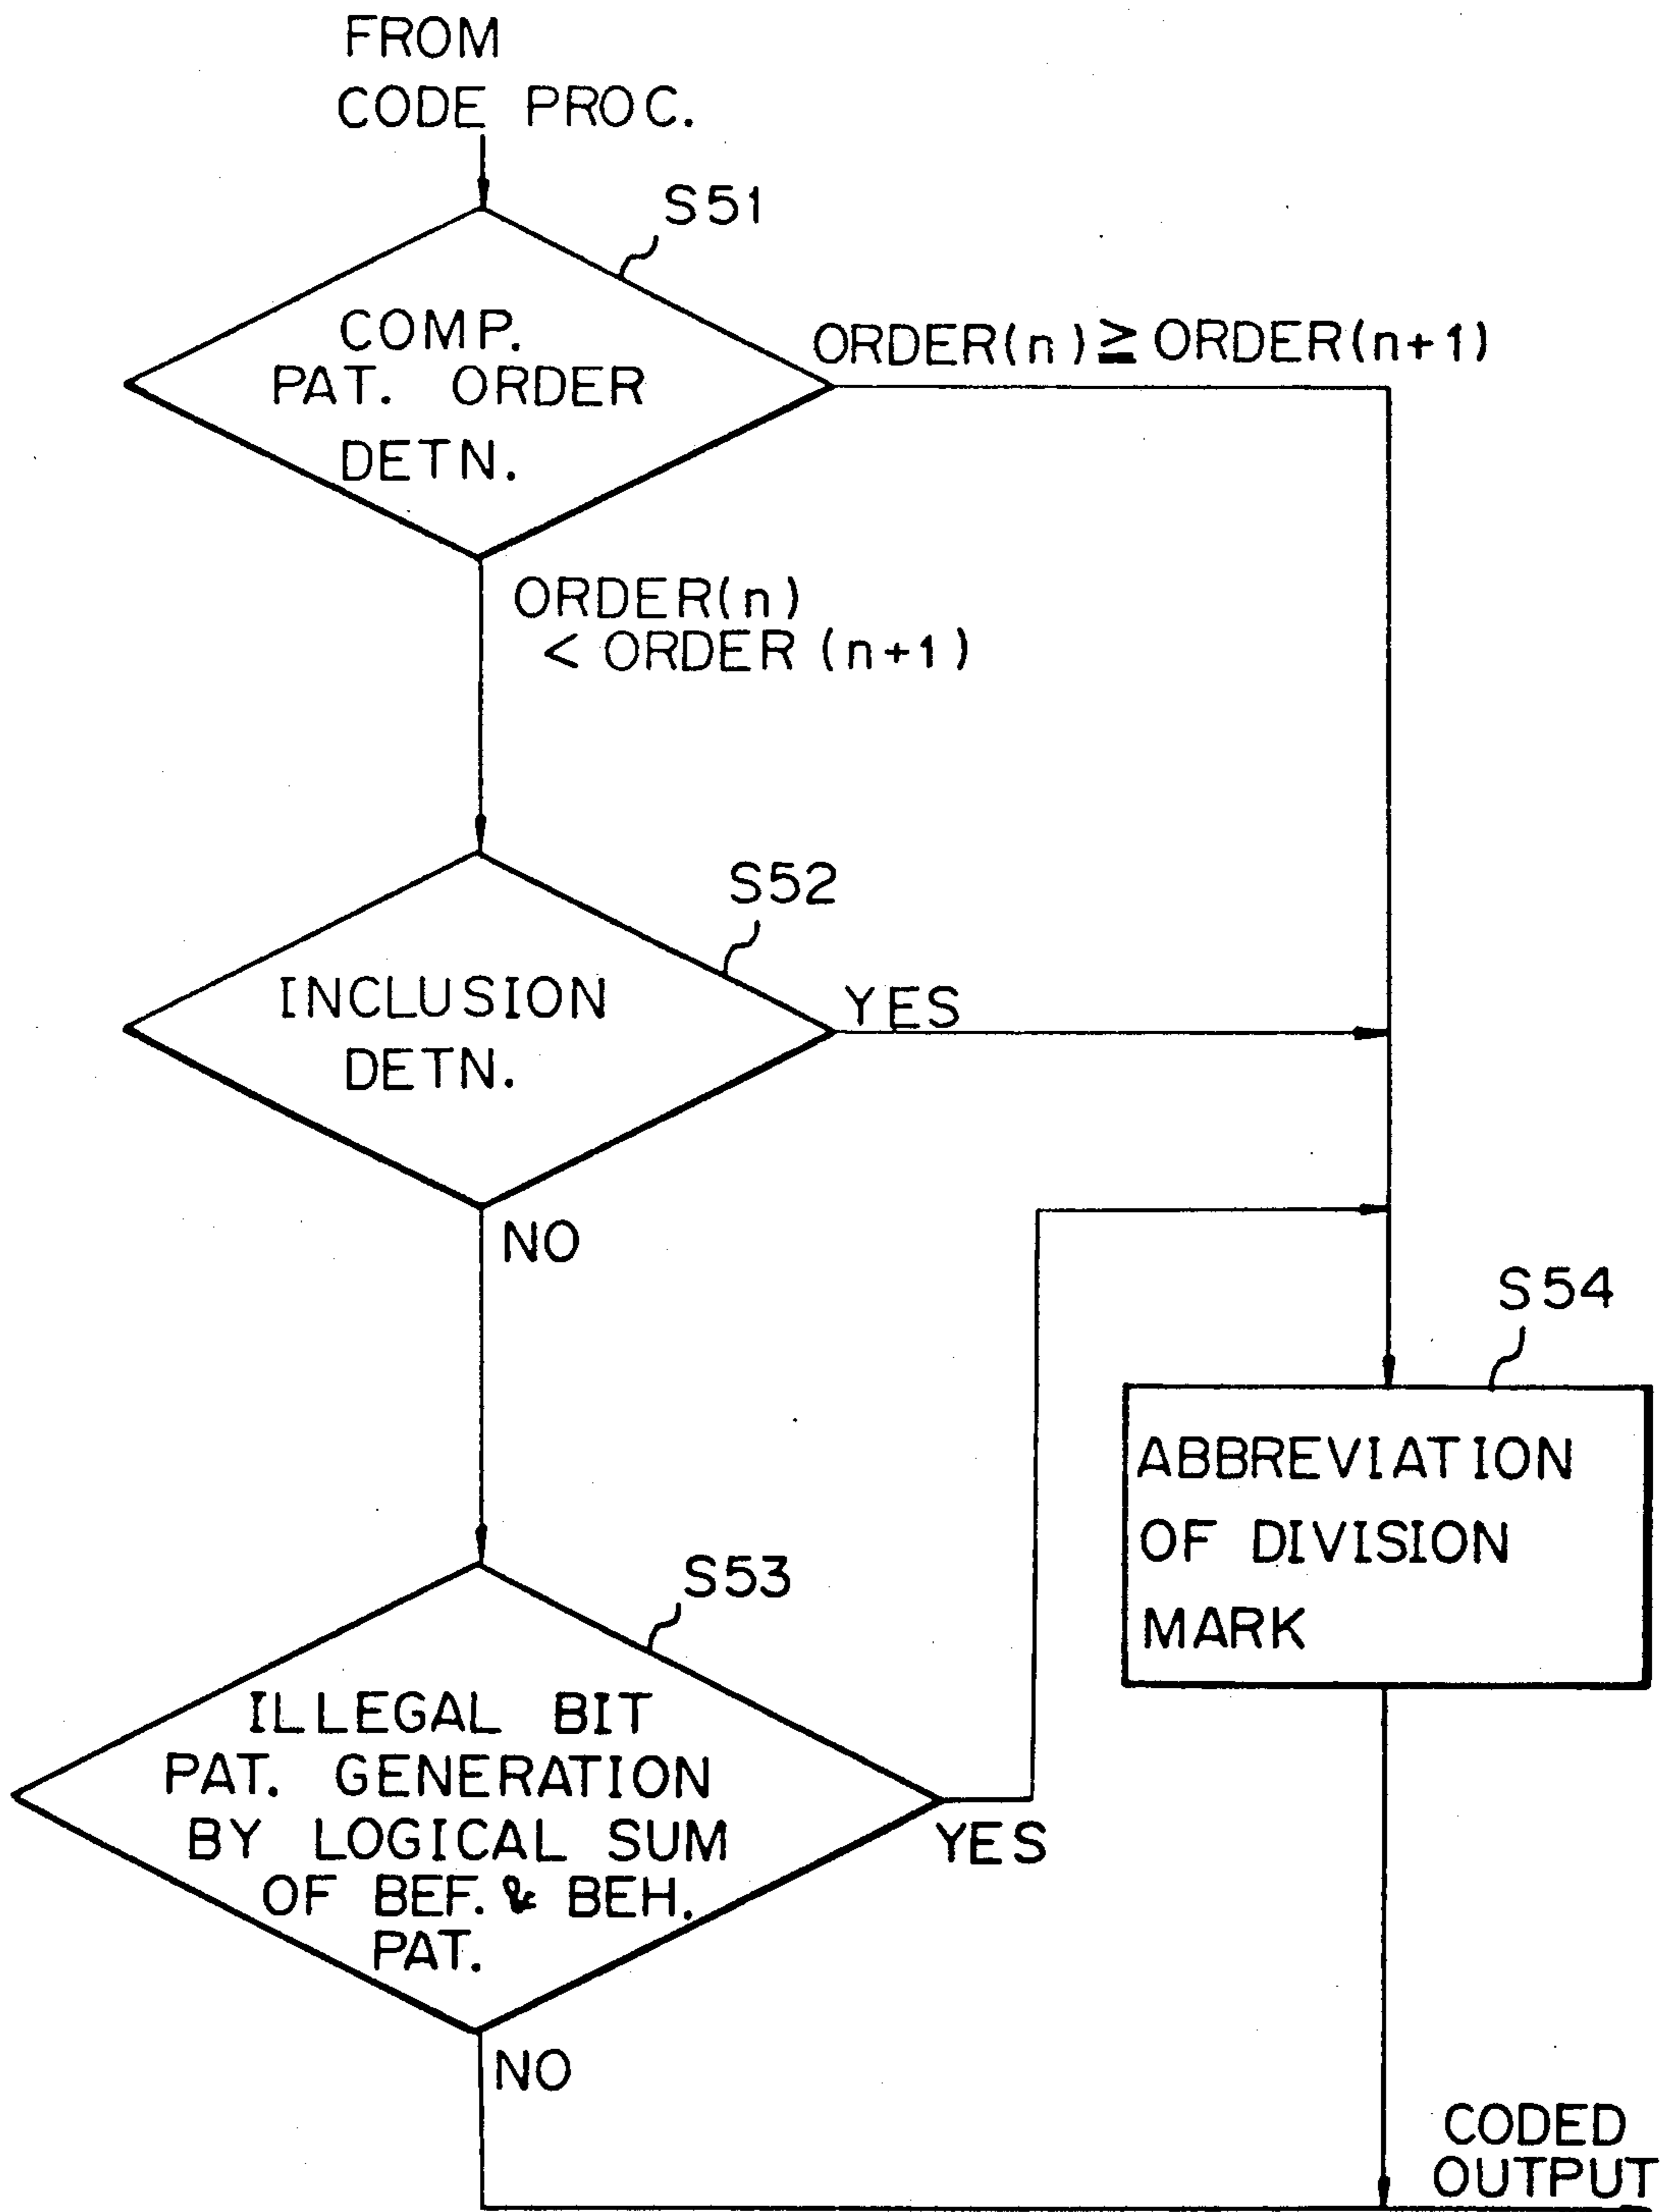 FROM
CODE PROC.
S51
COMP.
PAT. ORDER
DETN.
ORDER(n) ≧ ORDER(n+1)
ORDER(n)
< ORDER (n+1)
S52
INCLUSION
DETN.
YES
NO
S54
ABBREVIATION
OF DIVISION
MARK
S53
ILLEGAL BIT
PAT. GENERATION
BY LOGICAL SUM
OF BEF. & BEH.
PAT.
YES
NO
CODED
OUTPUT